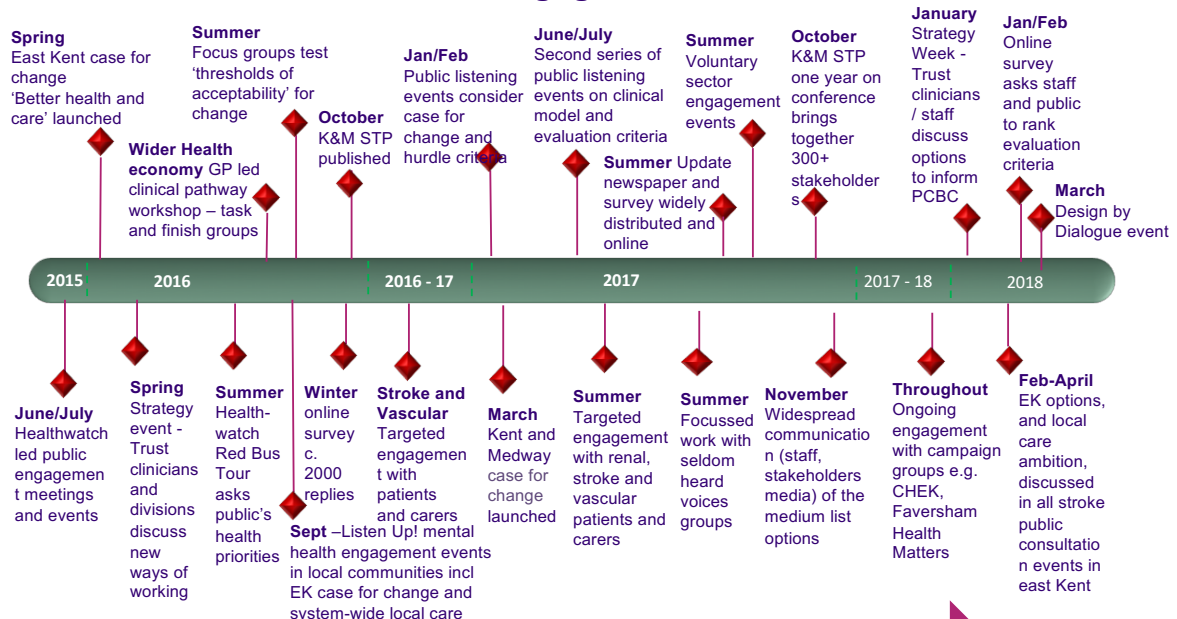 Spring
East Kent case for
change
‘Better health and
care’ launched
Wider Health
economy GP led
clinical pathway
workshop – task
and finish groups
Summer
Focus groups test
‘thresholds of
acceptability’ for
change
October
K&M STP
published
Jan/Feb
Public listening
events consider
case for
change and
hurdle criteria
June/July
Second series of
public listening
events on clinical
model and
evaluation criteria
Summer Update
newspaper and
survey widely
distributed and
online
Summer
Voluntary
sector
engagement
events
October
K&M STP
one year on
conference
brings
together
300+
stakeholder
s
January
Strategy
Week -
Trust
clinicians
/ staff
discuss
options
to inform
PCBC
Jan/Feb
Online
survey
asks staff
and public
to rank
evaluation
criteria
March
Design by
Dialogue event
2015
2016
2016 - 17
2017
2017 - 18
2018
June/July
Healthwatch
led public
engagemen
t meetings
and events
Spring
Strategy
event -
Trust
clinicians
and
divisions
discuss
new
ways of
working
Summer
Health-
watch
Red Bus
Tour
asks
public’s
health
priorities
Sept –Listen Up! mental
health engagement events
in local communities incl
EK case for change and
system-wide local care
Winter
online
survey
c.
2000
replies
Stroke and
Vascular
Targeted
engagemen
t with
patients
and carers
March
Kent and
Medway
case for
change
launched
Summer
Targeted
engagement
with renal,
stroke and
vascular
patients and
carers
Summer
Focussed
work with
seldom
heard
voices
groups
November
Widespread
communicatio
n (staff,
stakeholders
media) of the
medium list
options
Throughout
Ongoing
engagement
with campaign
groups e.g.
CHEK,
Faversham
Health
Matters
Feb-April
EK options,
and local
care
ambition,
discussed
in all stroke
public
consultatio
n events in
east Kent